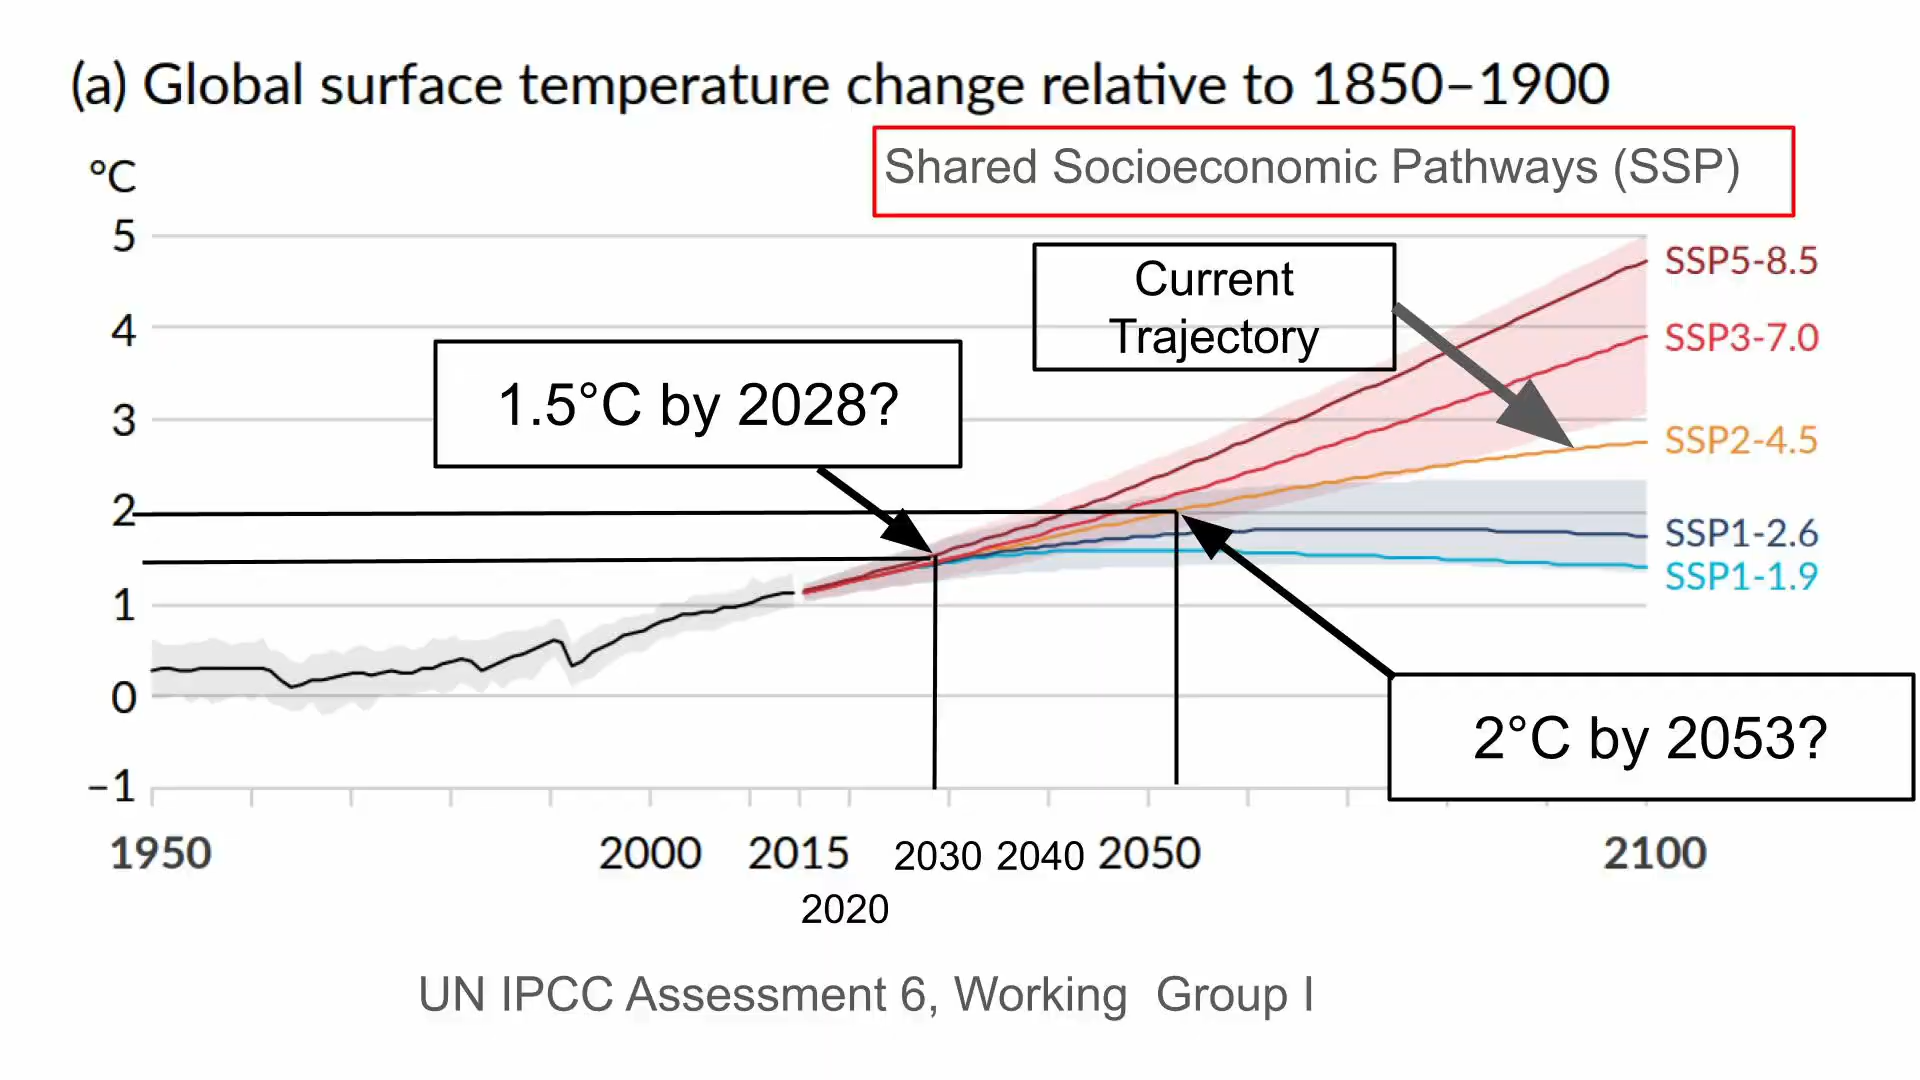 (a) Global surface temperature change relative to 1850–1900
Shared Socioeconomic Pathways (SSP)
°C
5
4
3
2
1
0
−1
Current
Trajectory
1.5°C by 2028?
2°C by 2053?
SSP5-8.5
SSP3-7.0
SSP2-4.5
SSP1-2.6
SSP1-1.9
1950 2000 2015 2030 2040 2050 2100
2020
UN IPCC Assessment 6, Working Group I